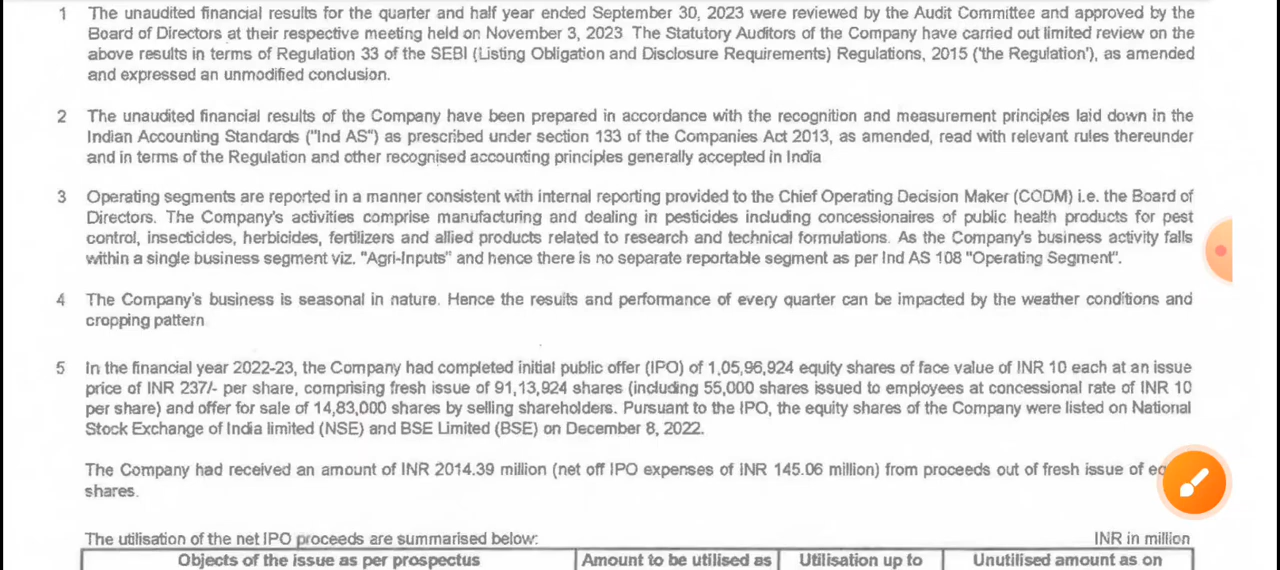 1 The unaudited financial results for the quarter and half year ended September 30, 2023 were reviewed by the Audit Committee and approved by the
Board of Directors at their respective meeting held on November 3, 2023 The Statutory Auditors of the Company have carried out limited review on the
above results in terms of Regulation 33 of the SEBI (Listing Obligation and Disclosure Requirements) Regulations, 2015 ('the Regulation'), as amended
and expressed an unmodified conclusion.
2 The unaudited financial results of the Company have been prepared in accordance with the recognition and measurement principles laid down in the
Indian Accounting Standards ("Ind AS") as prescribed under section 133 of the Companies Act 2013, as amended, read with relevant rules thereunder
and in terms of the Regulation and other recognised accounting principles generally accepted in India
3 Operating segments are reported in a manner consistent with internal reporting provided to the Chief Operating Decision Maker (CODM) i.e. the Board of
Directors. The Company's activities comprise manufacturing and dealing in pesticides including concessionaires of public health products for pest
control, insecticides, herbicides, fertilizers and allied products related to research and technical formulations. As the Company's business activity falls
within a single business segment viz. "Agri-Inputs" and hence there is no separate reportable segment as per Ind AS 108 "Operating Segment".
4 The Company's business is seasonal in nature. Hence the results and performance of every quarter can be impacted by the weather conditions and
cropping pattern
5 In the financial year 2022-23, the Company had completed initial public offer (IPO) of 1,05,96,924 equity shares of face value of INR 10 each at an issue
price of INR 237/- per share, comprising fresh issue of 91,13,924 shares (including 55,000 shares issued to employees at concessional rate of INR 10
per share) and offer for sale of 14,83,000 shares by selling shareholders. Pursuant to the IPO, the equity shares of the Company were listed on National
Stock Exchange of India limited (NSE) and BSE Limited (BSE) on December 8, 2022.
The Company had received an amount of INR 2014.39 million (net off IPO expenses of INR 145.06 million) from proceeds out of fresh issue of
shares.
The utilisation of the net IPO proceeds are summarised below: INR in million
Objects of the issue as per prospectus Amount to be utilised as Utilisation up to Unutilised amount as on